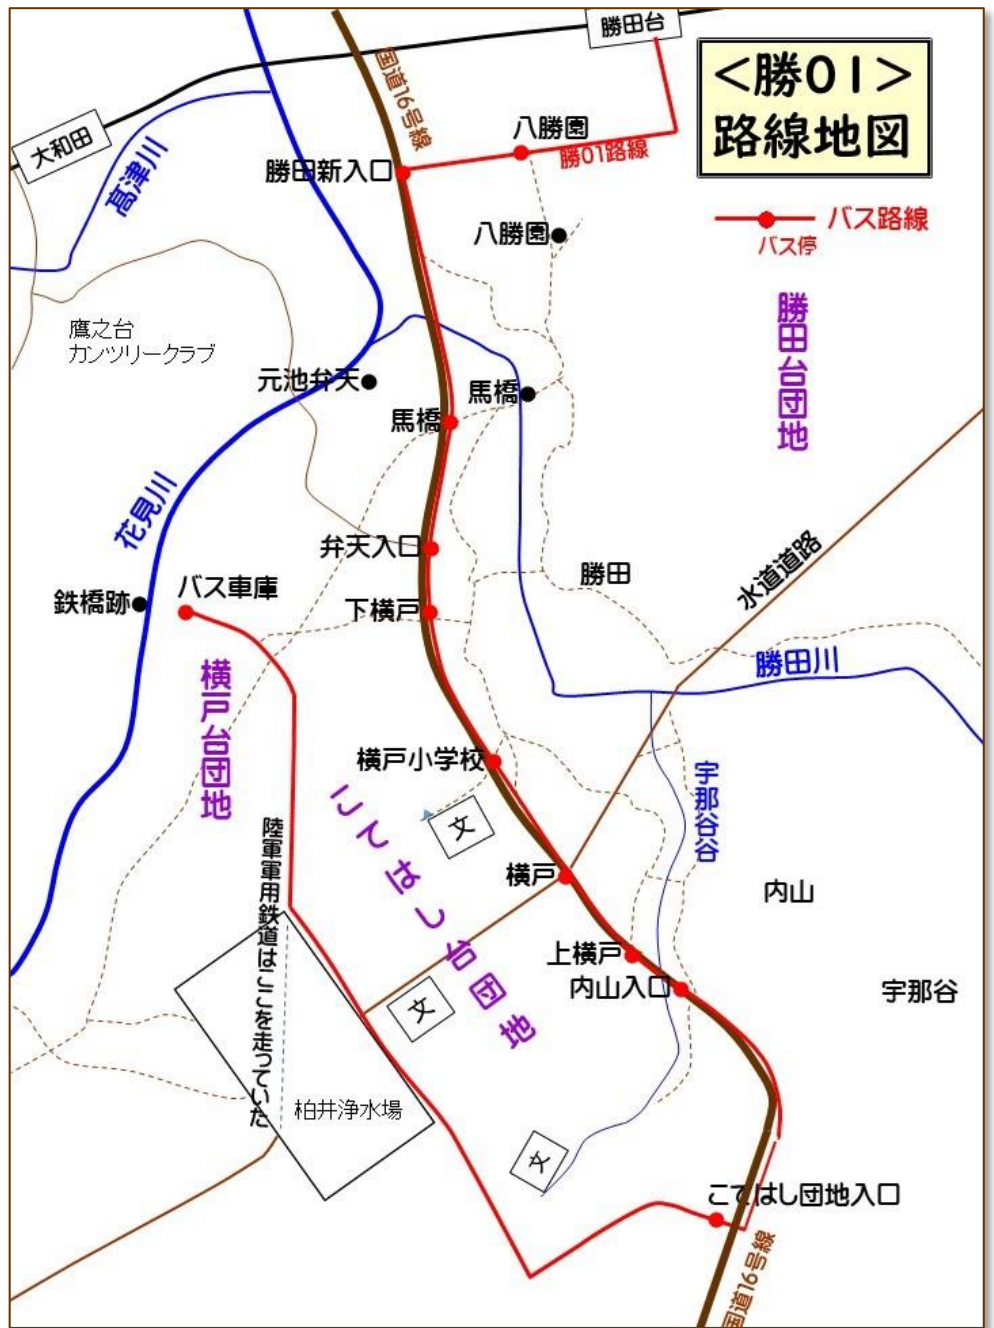 勝田台
<勝01>
路線地図
国道16号線
大和田
八勝園
勝01路線
高津川
勝田新入口
バス路線
バス停
八勝園
勝田台団地
鷹之台
カンツリークラブ
元池弁天
馬橋
馬橋
花見川
弁天入口
水道道路
勝田
バス車庫
鉄橋跡
下横戸
勝田川
横戸台団地
横戸小学校
宇那谷谷
こてはし台団地
文
陸軍軍用鉄道はここを走っていた
横戸
内山
上横戸
内山入口
宇那谷
文
柏井浄水場
文
こてはし団地入口
国道16号線